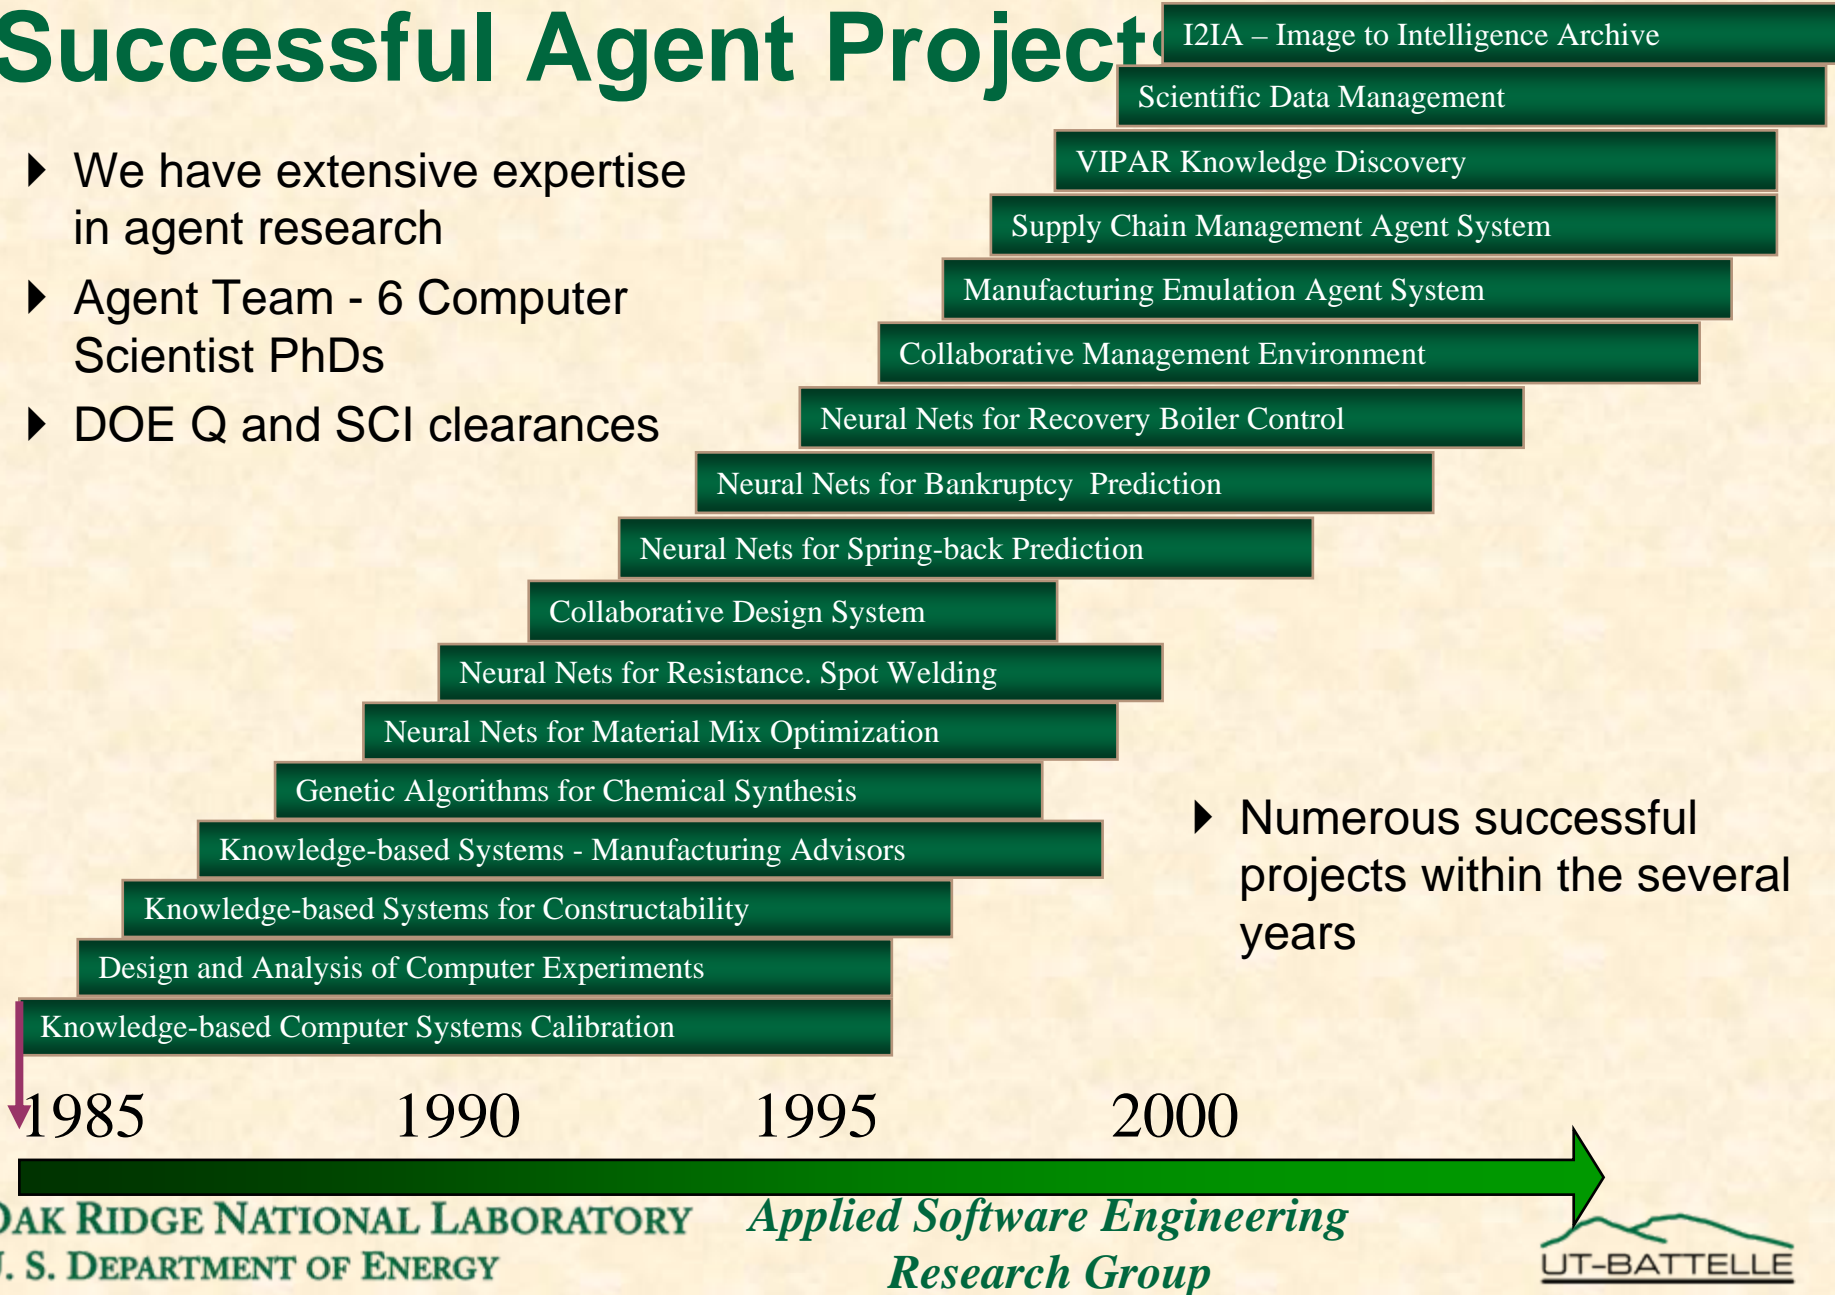 Successful Agent Projects
We have extensive expertise
in agent research
Agent Team - 6 Computer
Scientist PhDs
DOE Q and SCI clearances
I2IA – Image to Intelligence Archive
Scientific Data Management
VIPAR Knowledge Discovery
Supply Chain Management Agent System
Manufacturing Emulation Agent System
Collaborative Management Environment
Neural Nets for Recovery Boiler Control
Neural Nets for Bankruptcy Prediction
Neural Nets for Spring-back Prediction
Collaborative Design System
Neural Nets for Resistance. Spot Welding
Neural Nets for Material Mix Optimization
Genetic Algorithms for Chemical Synthesis
Knowledge-based Systems - Manufacturing Advisors
Knowledge-based Systems for Constructability
Design and Analysis of Computer Experiments
Knowledge-based Computer Systems Calibration
Numerous successful
projects within the several
years
1985 1990 1995 2000
OAK RIDGE NATIONAL LABORATORY
U. S. DEPARTMENT OF ENERGY
Applied Software Engineering
Research Group
UT-BATTELLE